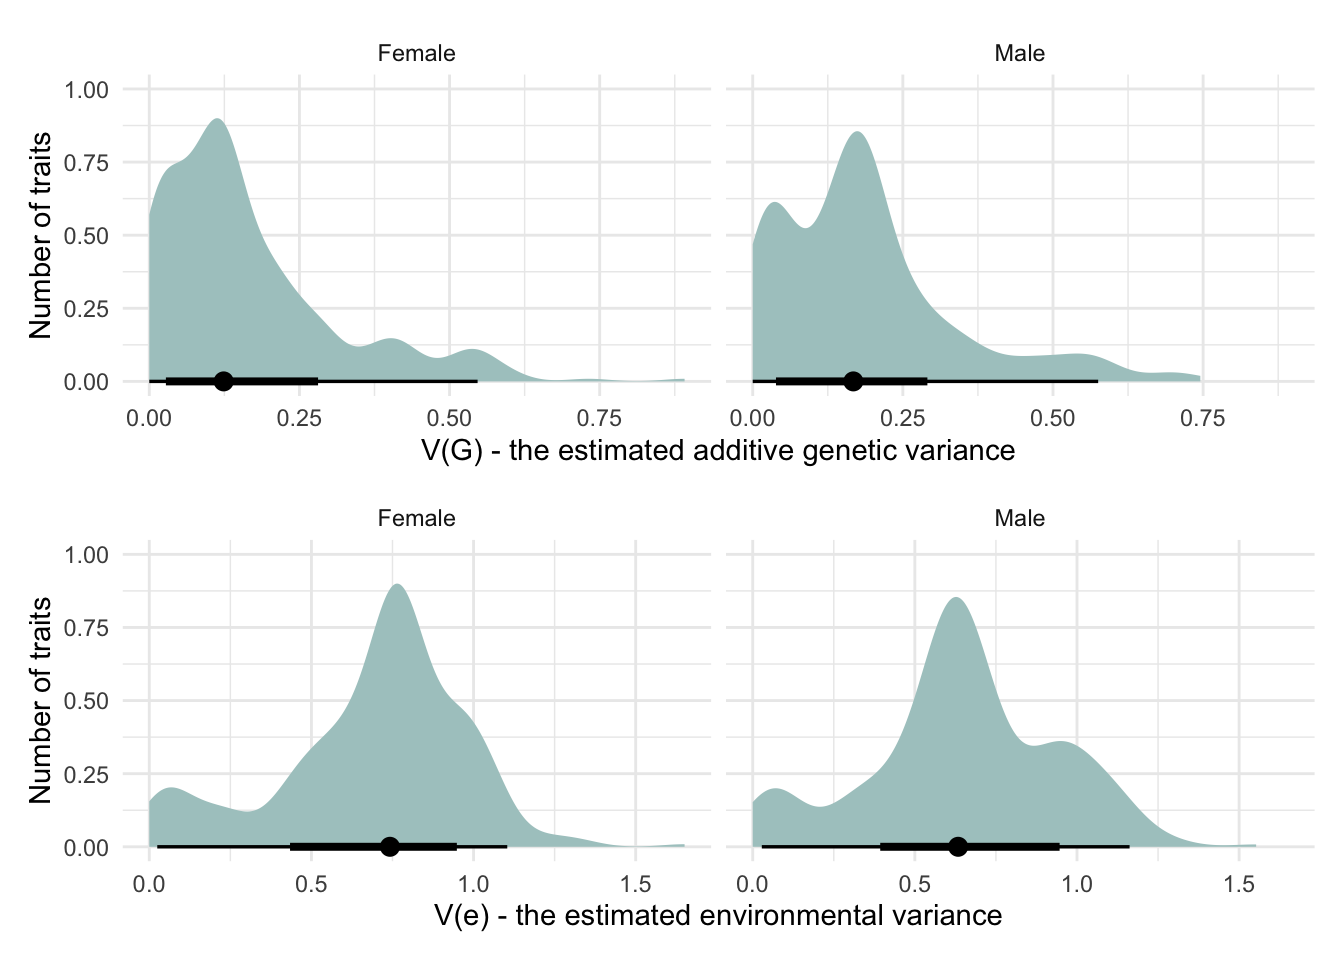 Female Male
1.00
0.75
0.50
0.25
0.00
Number of traits
0.00 0.25 0.50 0.75 0.00 0.25 0.50 0.75
V(G) - the estimated additive genetic variance
Female Male
1.00
0.75
0.50
0.25
0.00
Number of traits
0.0 0.5 1.0 1.5 0.0 0.5 1.0 1.5
V(e) - the estimated environmental variance